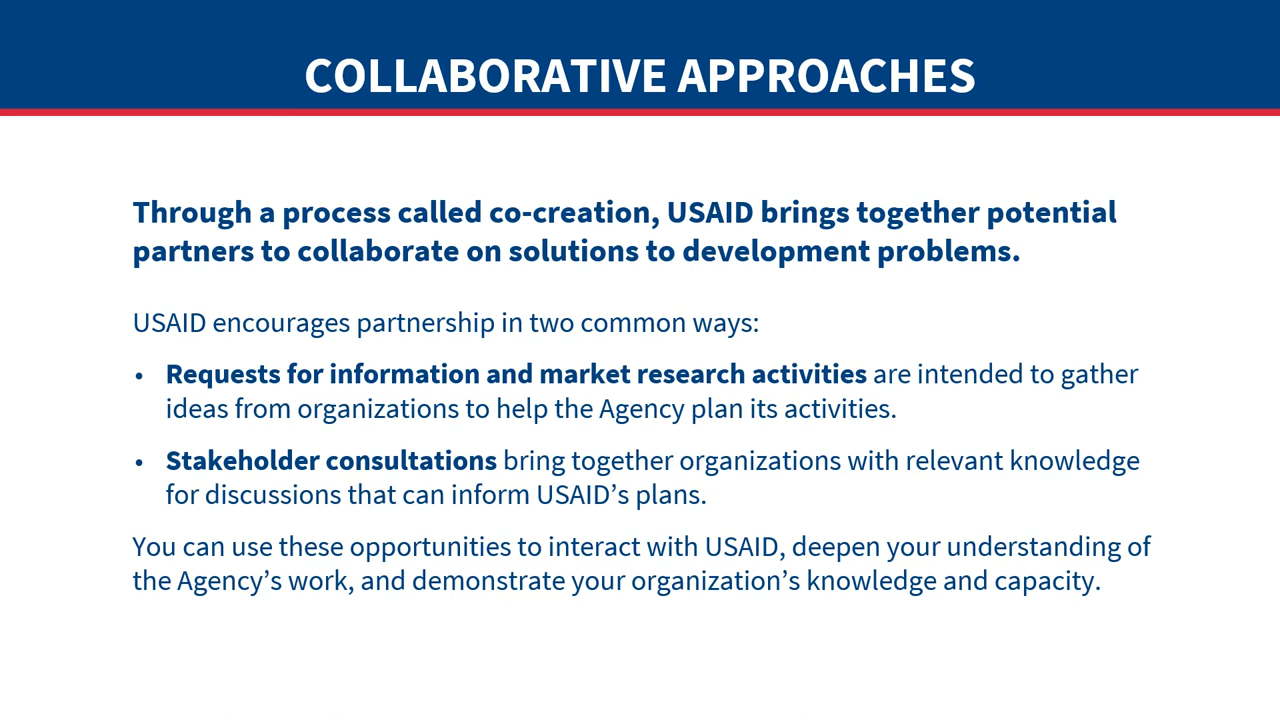 COLLABORATIVE APPROACHES
Through a process called co-creation, USAID brings together potential
partners to collaborate on solutions to development problems.
USAID encourages partnership in two common ways:
• Requests for information and market research activities are intended to gather
ideas from organizations to help the Agency plan its activities.
• Stakeholder consultations bring together organizations with relevant knowledge
for discussions that can inform USAID’s plans.
You can use these opportunities to interact with USAID, deepen your understanding of
the Agency’s work, and demonstrate your organization’s knowledge and capacity.